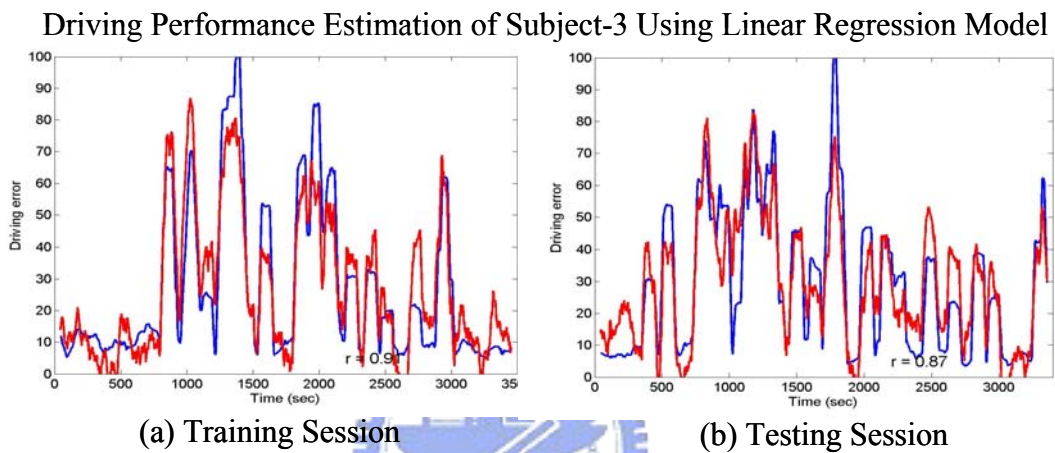 Driving Performance Estimation of Subject-3 Using Linear Regression Model
100
90
80
70
60
50
40
30
20
10
0
Driving error
r = 0.91
0 500 1000 1500 2000 2500 3000 350
Time (sec)
(a) Training Session
100
90
80
70
60
50
40
30
20
10
0
Driving error
r = 0.87
0 500 1000 1500 2000 2500 3000
Time (sec)
(b) Testing Session